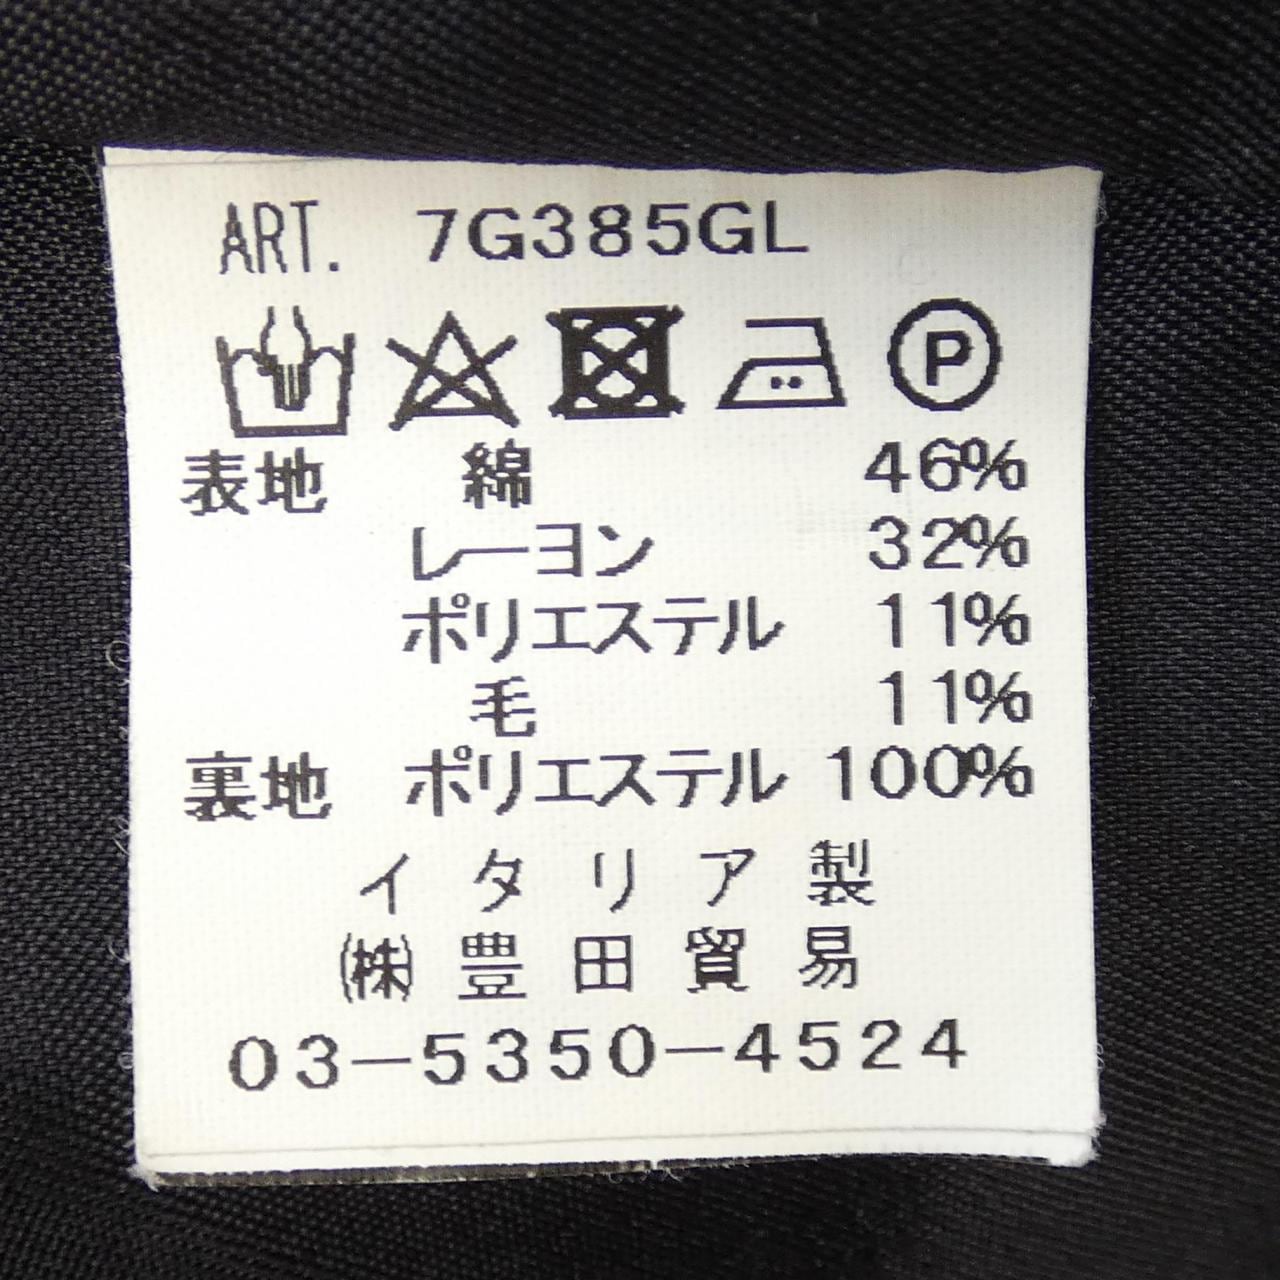 ART. 7G385GL
P
表地 綿 46%
レーヨン 32%
ポリエステル 11%
毛 11%
裏地 ポリエステル 100%
イタリア製
㈱豊田貿易
03-5350-4524